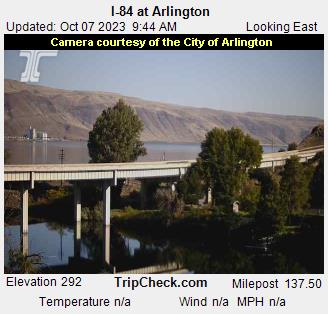 I-84 at Arlington
Updated: Oct 07 2023 9:44 AM Looking East
Camera courtesy of the City of Arlington
Elevation 292 TripCheck.com Milepost 137.50
Temperature n/a Wind n/a MPH n/a